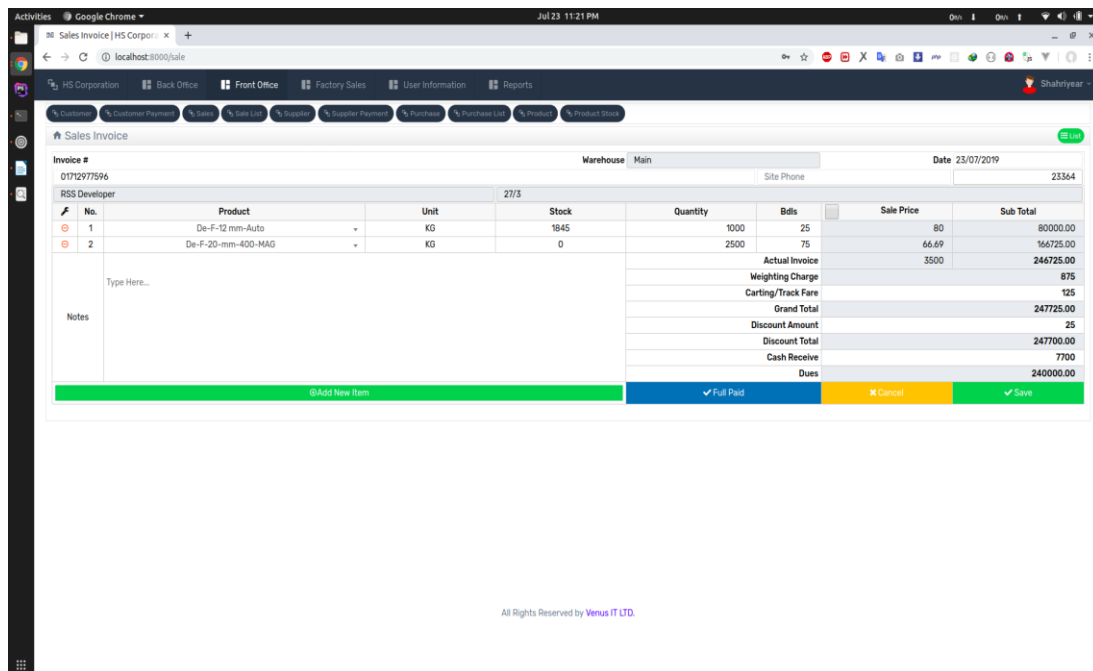 Activities Google Chrome Jul 23 11:21 PM
Sales Invoice | HS Corpora
localhost:8000/sale
HS Corporation Back Office Front Office Factory Sales User Information Reports Shahriyear
Customer Customer Payment Sales Sale List Supplier Supplier Payment Purchase Purchase List Product Product Stock
Sales Invoice List
Invoice # Warehouse Main Date 23/07/2019
01712977596 Site Phone 23364
RSS Developer 27/3
No. Product Unit Stock Quantity Bdls Sale Price Sub Total
1 De-F-12 mm-Auto KG 1845 1000 25 80 80000.00
2 De-F-20-mm-400-MAG KG 0 2500 75 66.69 166725.00
Actual Invoice 3500 246725.00
Notes Type Here... Weighting Charge 875
Carting/Track Fare 125
Grand Total 247725.00
Discount Amount 25
Discount Total 247700.00
Cash Receive 7700
Dues 240000.00
Add New Item Full Paid Cancel Save
All Rights Reserved by Venus IT LTD.